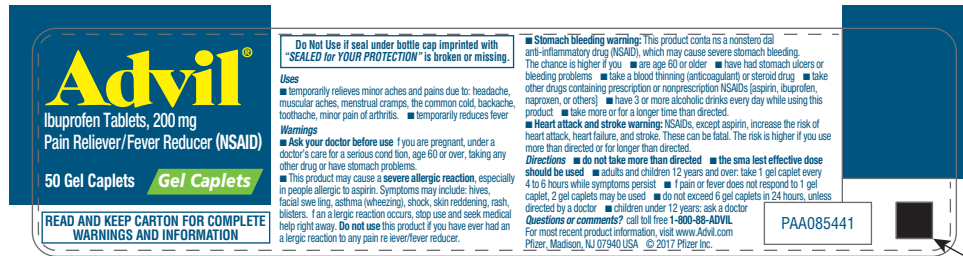 Advil®
Ibuprofen Tablets, 200 mg
Pain Reliever/Fever Reducer (NSAID)
50 Gel Caplets
Gel Caplets
READ AND KEEP CARTON FOR COMPLETE
WARNINGS AND INFORMATION
Do Not Use if seal under bottle cap imprinted with
"SEALED for YOUR PROTECTION" is broken or missing.
Uses
■ temporarily relieves minor aches and pains due to: headache,
muscular aches, menstrual cramps, the common cold, backache,
toothache, minor pain of arthritis. ■ temporarily reduces fever
Warnings
■ Ask your doctor before use f you are pregnant, under a
doctor's care for a serious cond tion, age 60 or over, taking any
other drug or have stomach problems.
■ This product may cause a severe allergic reaction, especially
in people allergic to aspirin. Symptoms may include: hives,
facial swe ling, asthma (wheezing), shock, skin reddening, rash,
blisters. f an a lergic reaction occurs, stop use and seek medical
help right away. Do not use this product if you have ever had an
a lergic reaction to any pain re iever/fever reducer.
■ Stomach bleeding warning: This product conta ns a nonstero dal
anti-inflammatory drug (NSAID), which may cause severe stomach bleeding.
The chance is higher if you ■ are age 60 or older ■ have had stomach ulcers or
bleeding problems ■ take a blood thinning (anticoagulant) or steroid drug ■ take
other drugs containing prescription or nonprescription NSAIDs [aspirin, ibuprofen,
naproxen, or others] ■ have 3 or more alcoholic drinks every day while using this
product ■ take more or for a longer time than directed.
■ Heart attack and stroke warning: NSAIDs, except aspirin, increase the risk of
heart attack, heart failure, and stroke. These can be fatal. The risk is higher if you use
more than directed or for longer than directed.
Directions ■ do not take more than directed ■ the sma lest effective dose
should be used ■ adults and children 12 years and over: take 1 gel caplet every
4 to 6 hours while symptoms persist ■ f pain or fever does not respond to 1 gel
caplet, 2 gel caplets may be used ■ do not exceed 6 gel caplets in 24 hours, unless
directed by a doctor ■ children under 12 years: ask a doctor
Questions or comments? call toll free 1-800-88-ADVIL
For most recent product information, visit www.Advil.com
Pfizer, Madison, NJ 07940 USA © 2017 Pfizer Inc.
PAA085441